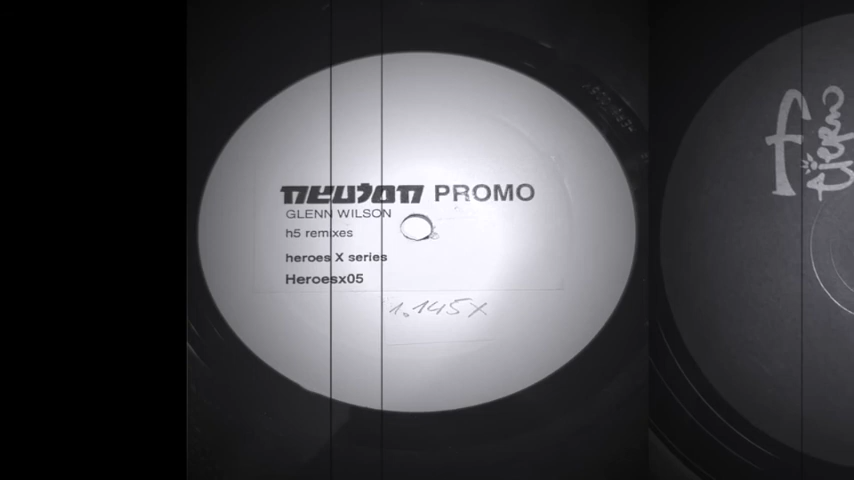 neuton PROMO
GLENN WILSON
h5 remixes
heroes X series
Heroesx05
1.145X